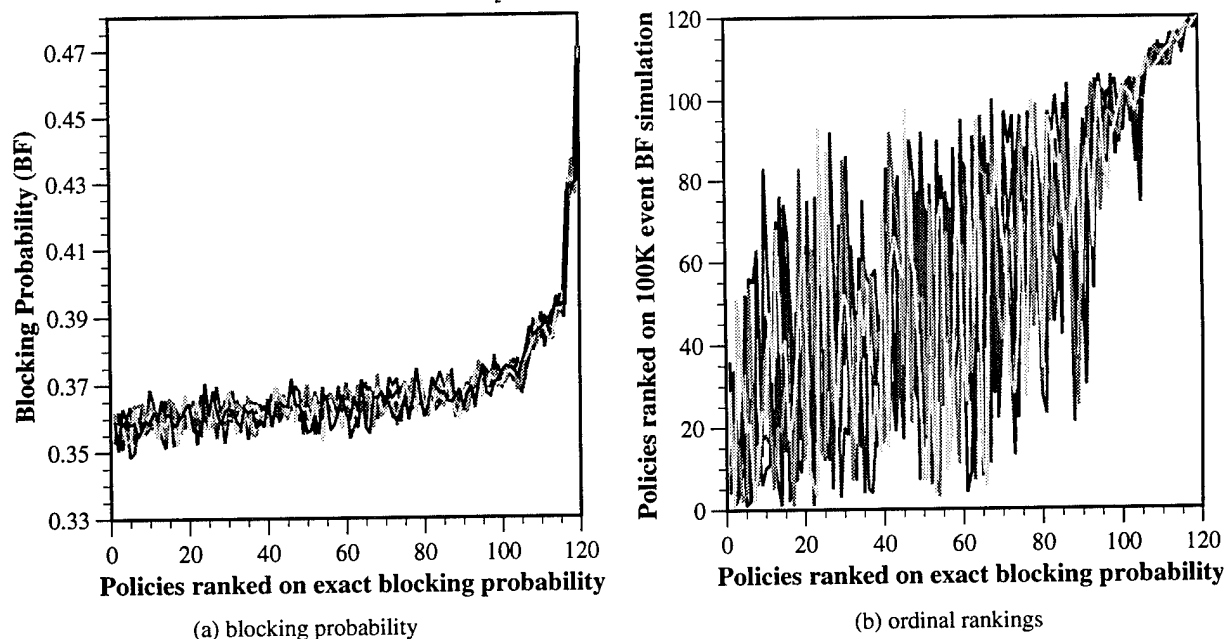 Blocking Probability (BF)
0.47
0.45
0.43
0.41
0.39
0.37
0.35
0.33
0 20 40 60 80 100 120
Policies ranked on exact blocking probability
(a) blocking probability
Policies ranked on 100K event BF simulation
120
100
80
60
40
20
0
0 20 40 60 80 100 120
Policies ranked on exact blocking probability
(b) ordinal rankings